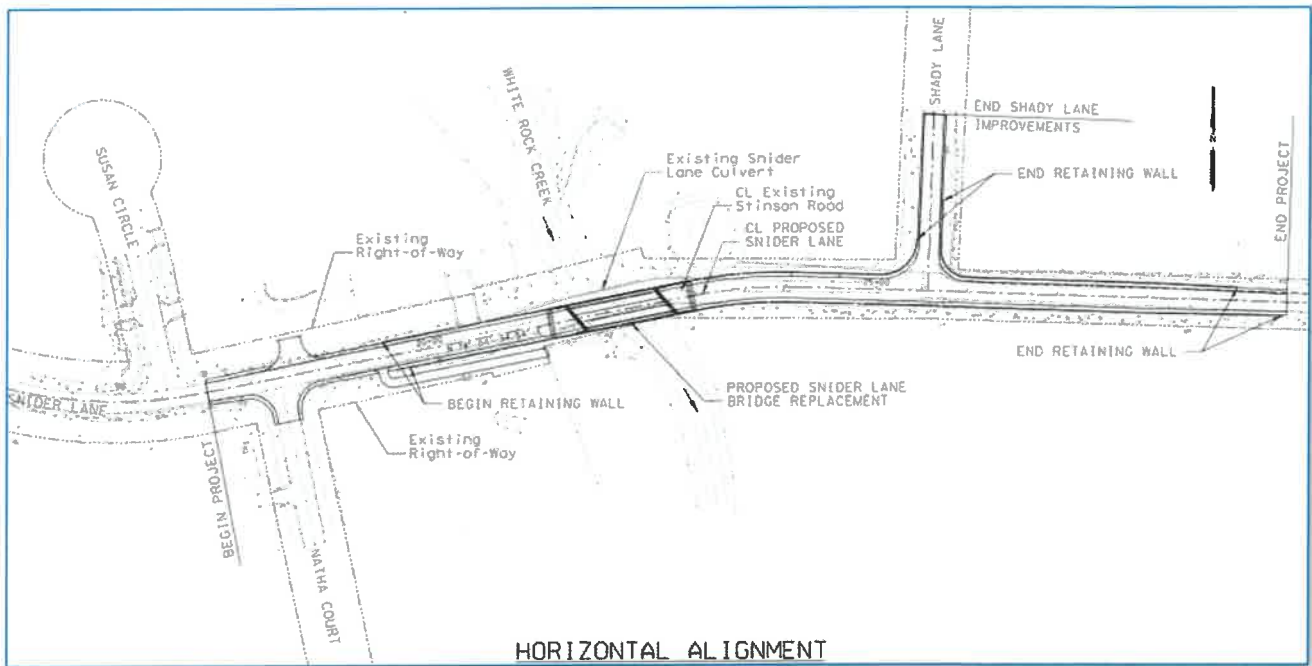 SUSAN CIRCLE
WHITE ROCK CREEK
SHADY LANE
END SHADY LANE
IMPROVEMENTS
Existing Snider
Lane Culvert
END RETAINING WALL
CL Existing
Stinson Road
CL PROPOSED
SNIDER LANE
END PROJECT
Existing
Right-of-Way
END RETAINING WALL
SNIDER LANE
BEGIN RETAINING WALL
PROPOSED SNIDER LANE
BRIDGE REPLACEMENT
Existing
Right-of-Way
BEGIN PROJECT
NATHA COURT
HORIZONTAL ALIGNMENT